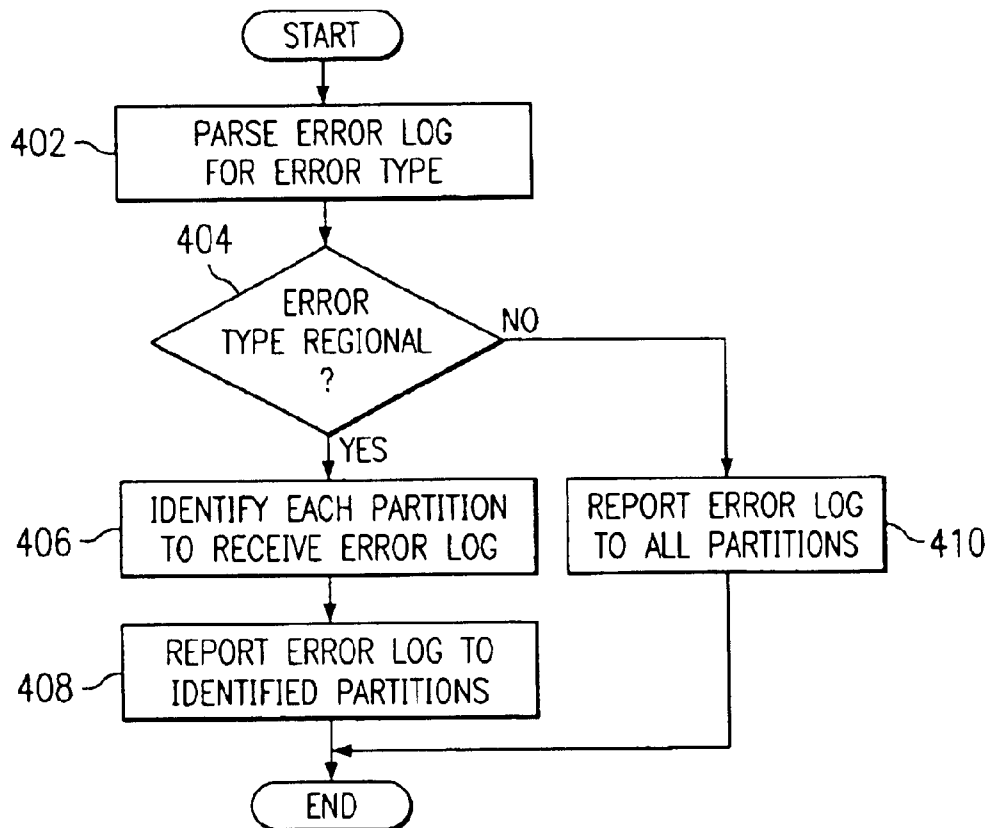 START
402
PARSE ERROR LOG
FOR ERROR TYPE
404
ERROR
TYPE REGIONAL
?
NO
YES
406
IDENTIFY EACH PARTITION
TO RECEIVE ERROR LOG
REPORT ERROR LOG
TO ALL PARTITIONS
410
408
REPORT ERROR LOG TO
IDENTIFIED PARTITIONS
END